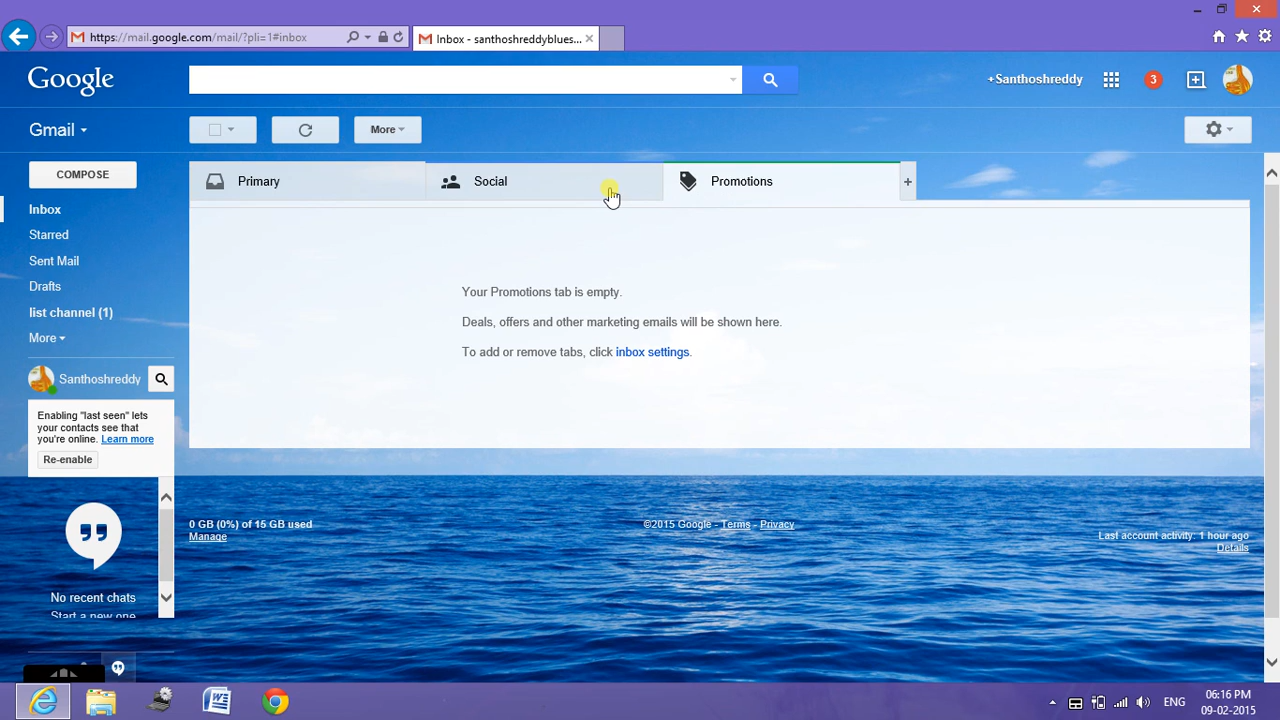 https://mail.google.com/mail/?pli=1#inbox
Inbox - santhoshreddyblues...
Google
+Santhoshreddy
3
Gmail
More
COMPOSE
Primary
Social
Promotions
+
Inbox
Starred
Sent Mail
Drafts
list channel (1)
More
Your Promotions tab is empty.
Deals, offers and other marketing emails will be shown here.
To add or remove tabs, click inbox settings.
Santhoshreddy
Enabling "last seen" lets
your contacts see that
you're online. Learn more
Re-enable
No recent chats
Start a new one
0 GB (0%) of 15 GB used
Manage
©2015 Google - Terms - Privacy
Last account activity: 1 hour ago
Details
ENG
06:16 PM
09-02-2015